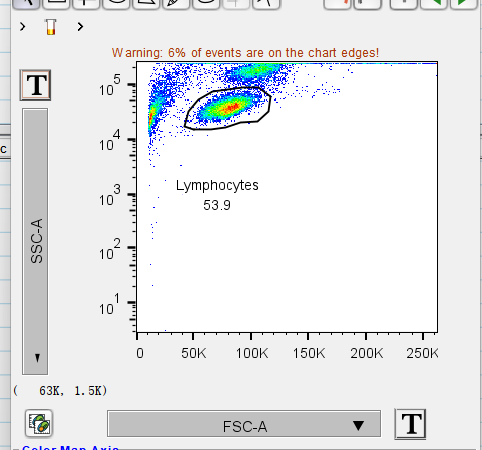 > >
Warning: 6% of events are on the chart edges!
T
SSC-A
10^5
10^4
10^3
10^2
10^1
Lymphocytes
53.9
0 50K 100K 150K 200K 250K
( 63K, 1.5K)
FSC-A
T
c
Color Map Axis